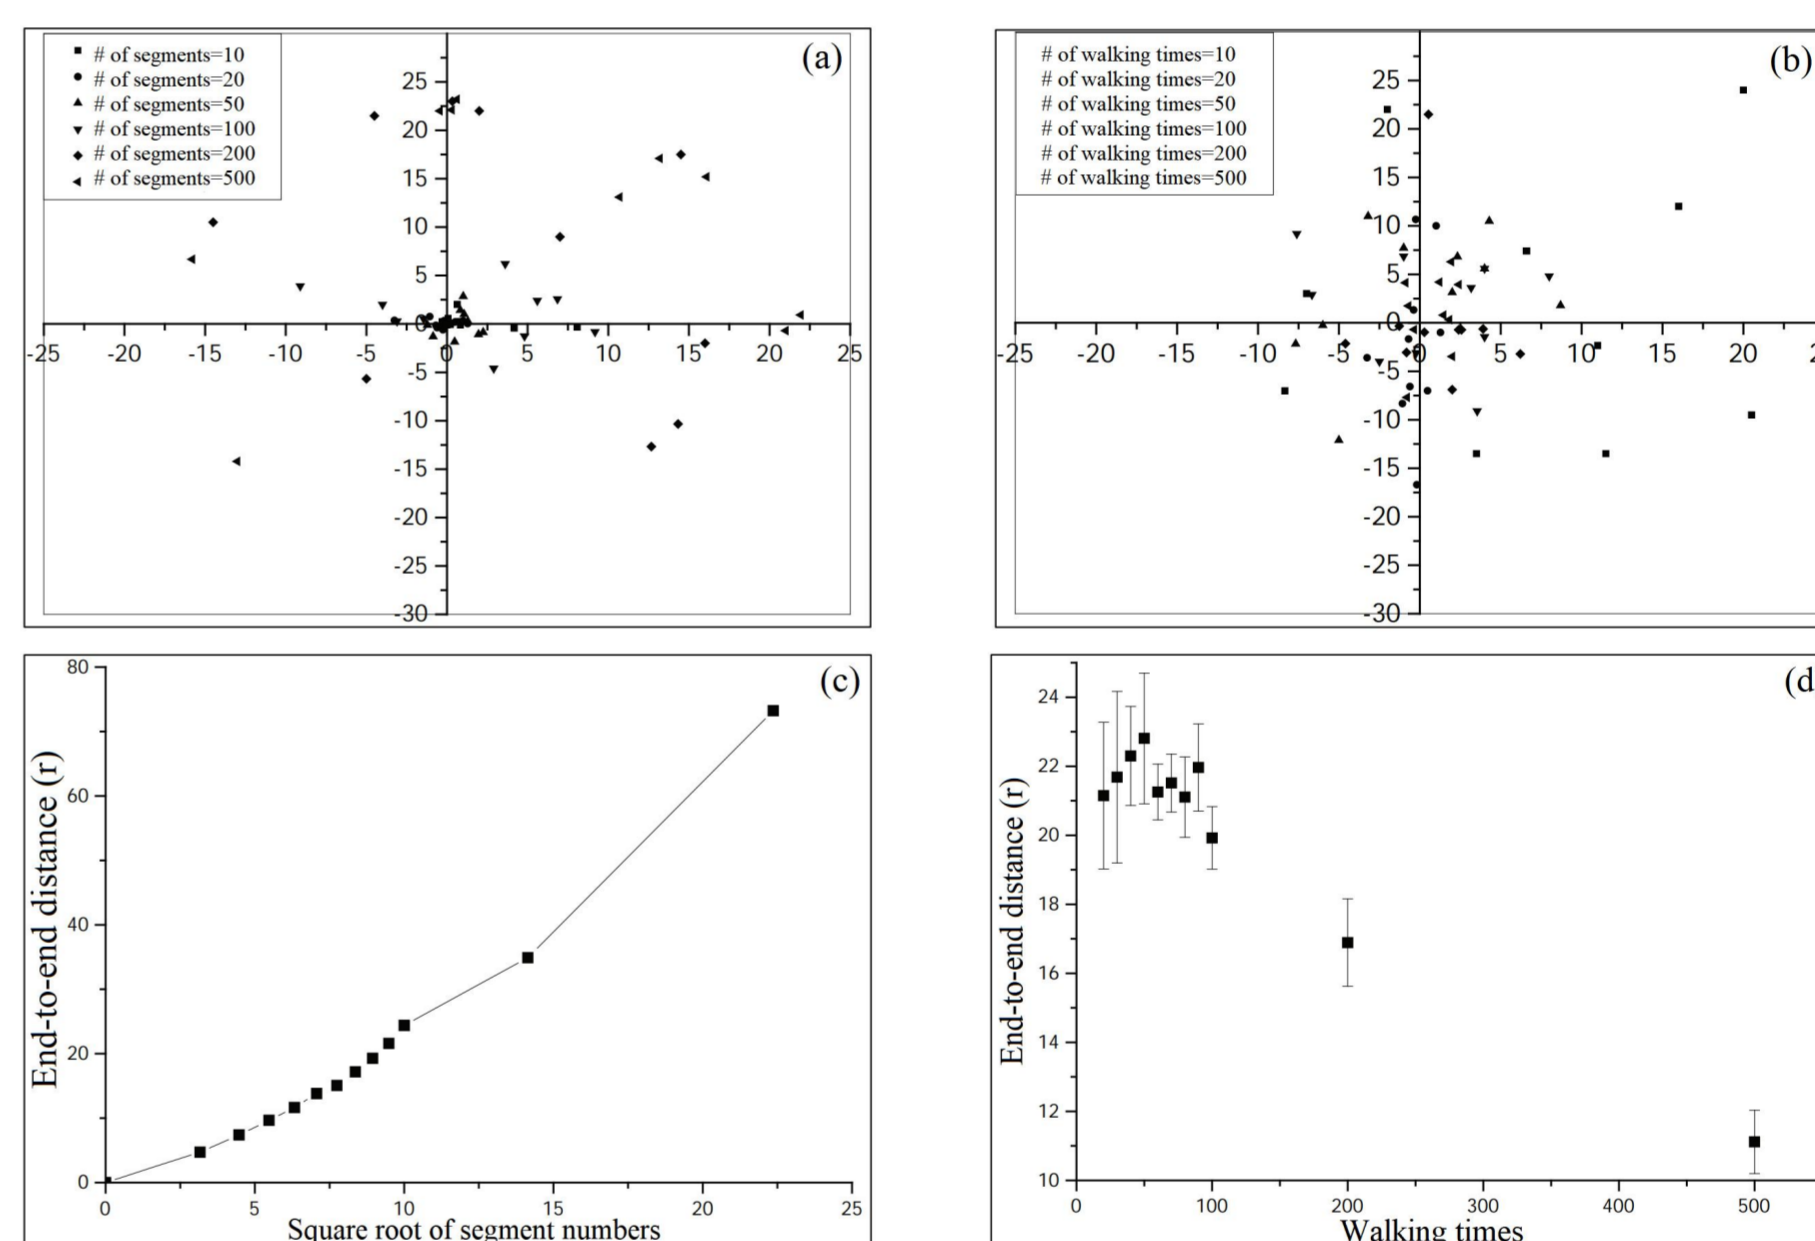 (a)
# of segments=10
# of segments=20
# of segments=50
# of segments=100
# of segments=200
# of segments=500
25
20
15
10
5
0
-5
-10
-15
-20
-25
-30
-25 -20 -15 -10 -5 0 5 10 15 20 25
(b)
# of walking times=10
# of walking times=20
# of walking times=50
# of walking times=100
# of walking times=200
# of walking times=500
25
20
15
10
5
0
-5
-10
-15
-20
-25
-30
-25 -20 -15 -10 -5 0 5 10 15 20
(c)
80
60
40
20
0
0 5 10 15 20 25
End-to-end distance (r)
Square root of segment numbers
(d
24
22
20
18
16
14
12
10
0 100 200 300 400 500
End-to-end distance (r)
Walking times